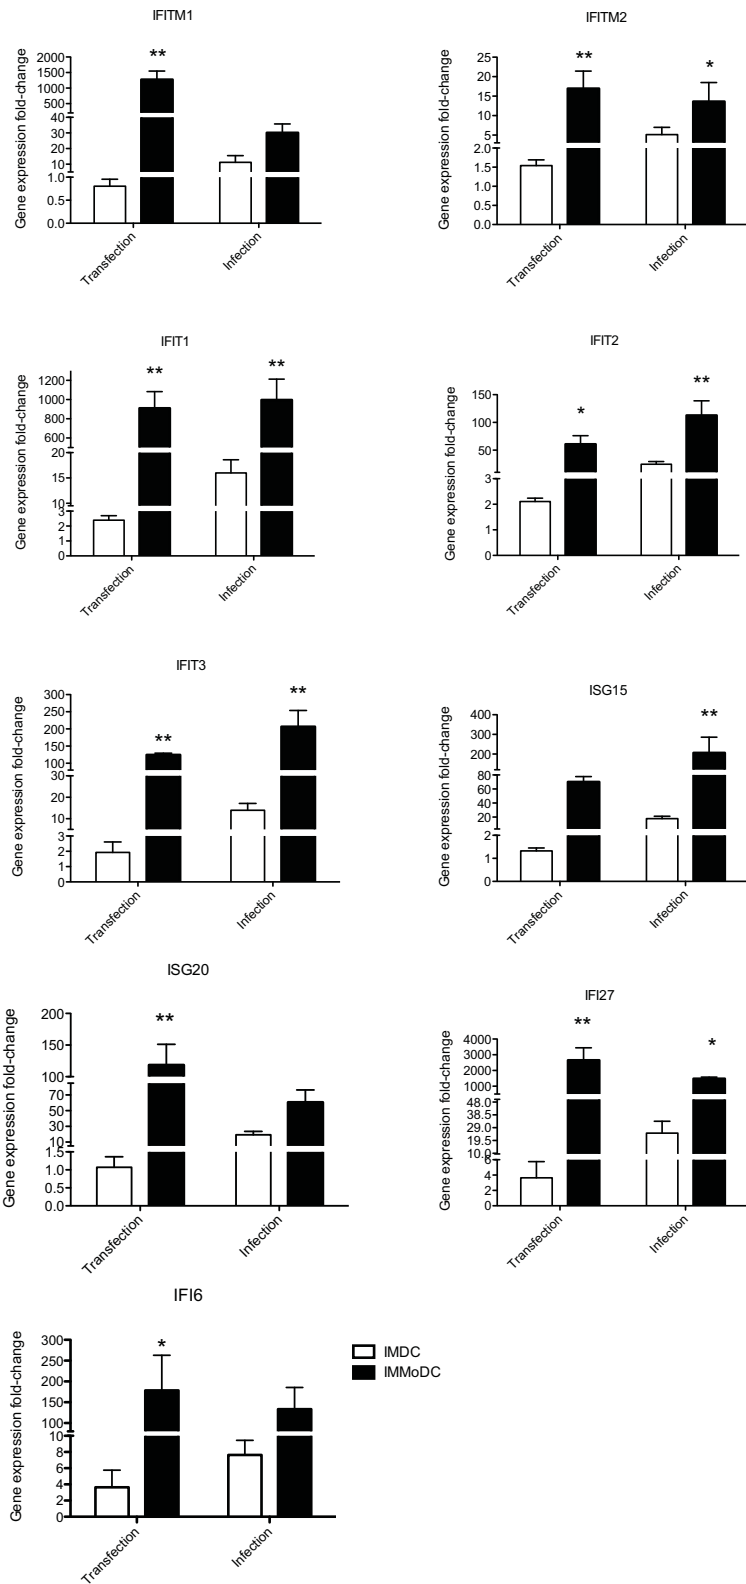 IFITM1
Gene expression fold-change
**
2000
1500
1000
500
40
30
20
10
1.0
0.5
0.0
Transfection
Infection
IFITM2
Gene expression fold-change
**
*
25
20
15
10
5
2.0
1.5
1.0
0.5
0.0
Transfection
Infection
IFIT1
Gene expression fold-change
**
**
1200
1000
800
600
20
15
10
3
2
1
0
Transfection
Infection
IFIT2
Gene expression fold-change
*
**
150
100
50
3
2
1
0
Transfection
Infection
IFIT3
Gene expression fold-change
**
**
300
250
200
150
100
30
20
10
3
2
1
0
Transfection
Infection
ISG15
Gene expression fold-change
**
400
300
200
80
60
40
20
2
1
0
Transfection
Infection
ISG20
Gene expression fold-change
**
200
150
100
70
50
30
10
1.5
1.0
0.5
0.0
Transfection
Infection
IFI27
Gene expression fold-change
**
*
4000
3000
2000
1000
48.0
38.5
29.0
19.5
10.0
6
4
2
0
Transfection
Infection
IFI6
Gene expression fold-change
*
300
250
200
150
100
10
8
6
4
2
0
Transfection
Infection
IMDC
IMMoDC